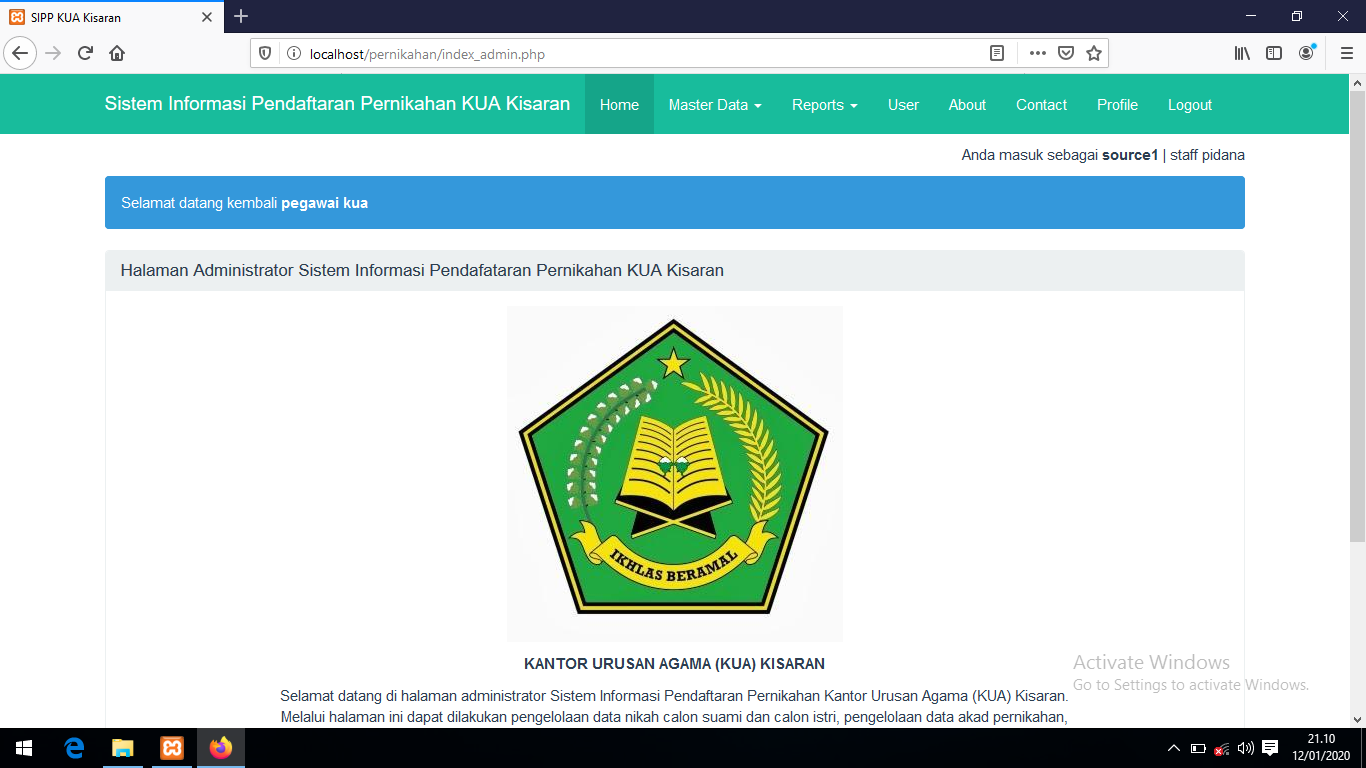 SIPP KUA Kisaran
localhost/pernikahan/index_admin.php
Sistem Informasi Pendaftaran Pernikahan KUA Kisaran Home Master Data Reports User About Contact Profile Logout
Anda masuk sebagai source1 | staff pidana
Selamat datang kembali pegawai kua
Halaman Administrator Sistem Informasi Pendafataran Pernikahan KUA Kisaran
IKHLAS BERAMAL
KANTOR URUSAN AGAMA (KUA) KISARAN
Selamat datang di halaman administrator Sistem Informasi Pendaftaran Pernikahan Kantor Urusan Agama (KUA) Kisaran.
Melalui halaman ini dapat dilakukan pengelolaan data nikah calon suami dan calon istri, pengelolaan data akad pernikahan,
Activate Windows
Go to Settings to activate Windows.
21.10
12/01/2020